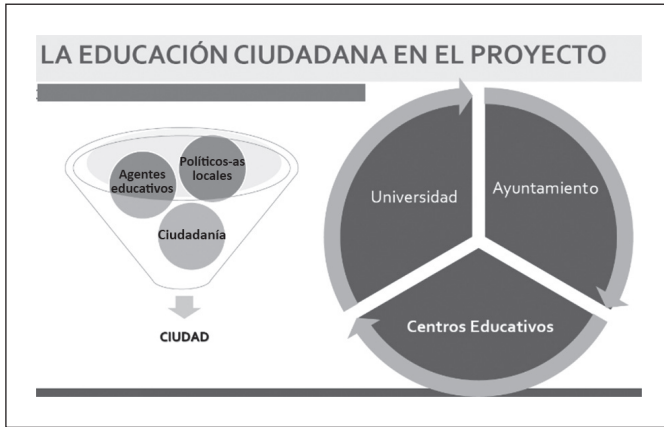 LA EDUCACIÓN CIUDADANA EN EL PROYECTO
Agentes
educativos
Políticos-as
locales
Ciudadanía
CIUDAD
Universidad
Ayuntamiento
Centros Educativos